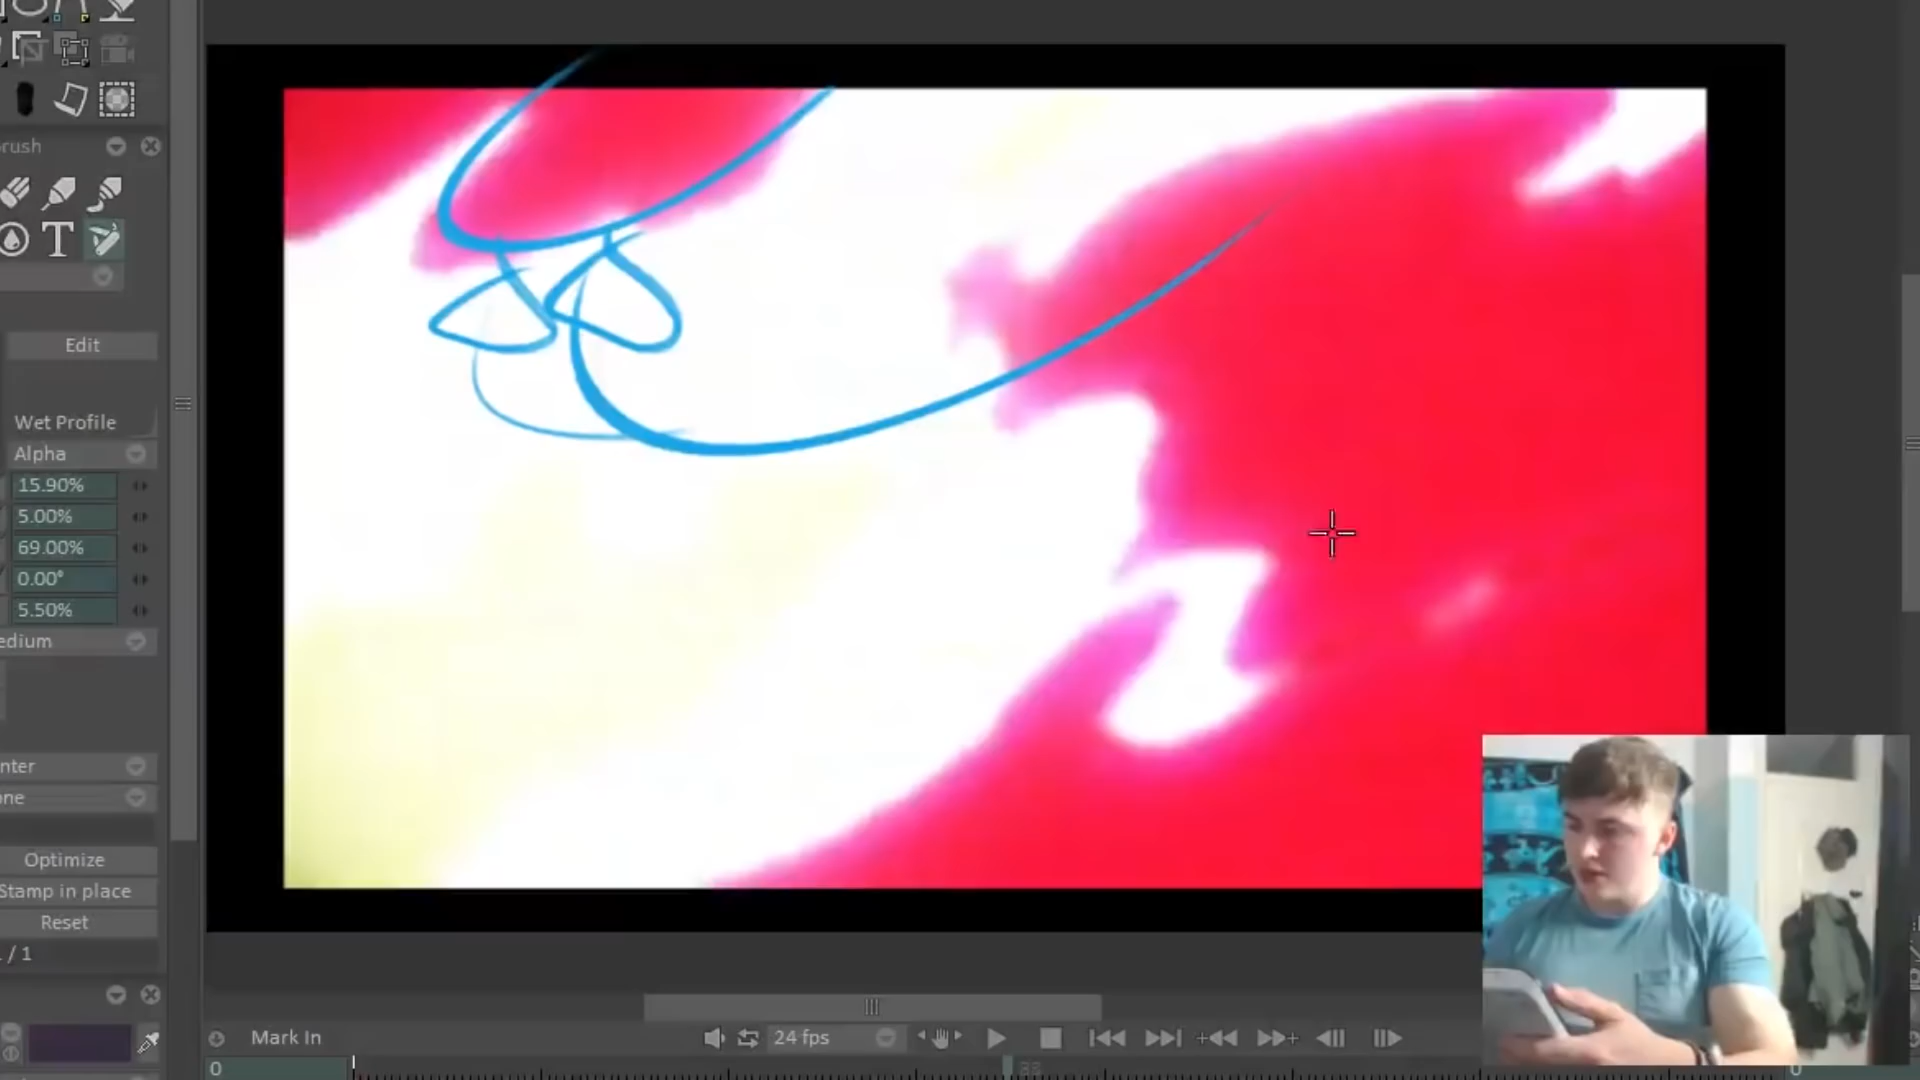 rush
T
Edit
Wet Profile
Alpha
15.90%
5.00%
69.00%
0.00°
5.50%
edium
nter
one
Optimize
Stamp in place
Reset
/ 1
Mark In
24 fps
0
0